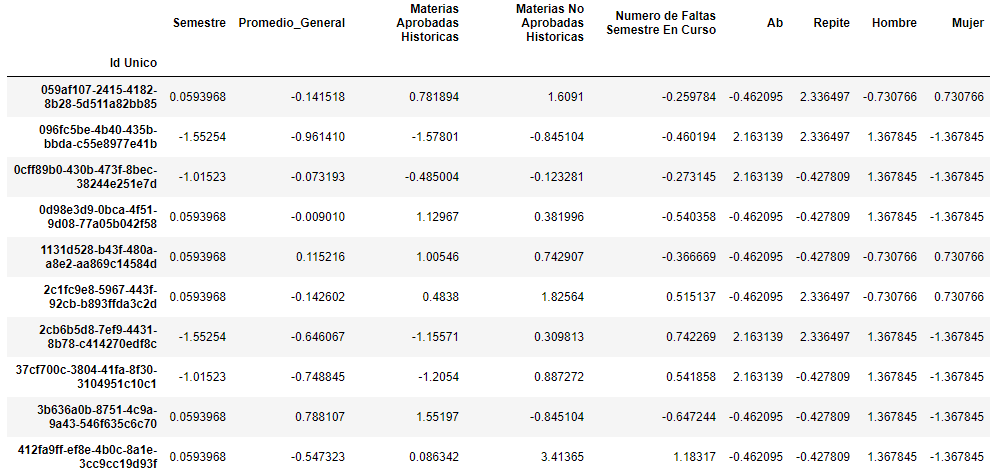 Semestre Promedio_General Materias Aprobadas Historicas Materias No Aprobadas Historicas Numero de Faltas Semestre En Curso Ab Repite Hombre Mujer
Id Unico
059af107-2415-4182-8b28-5d511a82bb85 0.0593968 -0.141518 0.781894 1.6091 -0.259784 -0.462095 2.336497 -0.730766 0.730766
096fc5be-4b40-435b-bbda-c55e8977e41b -1.55254 -0.961410 -1.57801 -0.845104 -0.460194 2.163139 2.336497 1.367845 -1.367845
0cff89b0-430b-473f-8bec-38244e251e7d -1.01523 -0.073193 -0.485004 -0.123281 -0.273145 2.163139 -0.427809 1.367845 -1.367845
0d98e3d9-0bca-4f51-9d08-77a05b042f58 0.0593968 -0.009010 1.12967 0.381996 -0.540358 -0.462095 -0.427809 1.367845 -1.367845
1131d528-b43f-480a-a8e2-aa869c14584d 0.0593968 0.115216 1.00546 0.742907 -0.366669 -0.462095 -0.427809 -0.730766 0.730766
2c1fc9e8-5967-443f-92cb-b893ffda3c2d 0.0593968 -0.142602 0.4838 1.82564 0.515137 -0.462095 2.336497 -0.730766 0.730766
2cb6b5d8-7ef9-4431-8b78-c414270edf8c -1.55254 -0.646067 -1.15571 0.309813 0.742269 2.163139 2.336497 1.367845 -1.367845
37cf700c-3804-41fa-8f30-3104951c10c1 -1.01523 -0.748845 -1.2054 0.887272 0.541858 2.163139 -0.427809 1.367845 -1.367845
3b636a0b-8751-4c9a-9a43-546f635c6c70 0.0593968 0.788107 1.55197 -0.845104 -0.647244 -0.462095 -0.427809 1.367845 -1.367845
412fa9ff-ef8e-4b0c-8a1e-3cc9cc19d93f 0.0593968 -0.547323 0.086342 3.41365 1.18317 -0.462095 -0.427809 1.367845 -1.367845